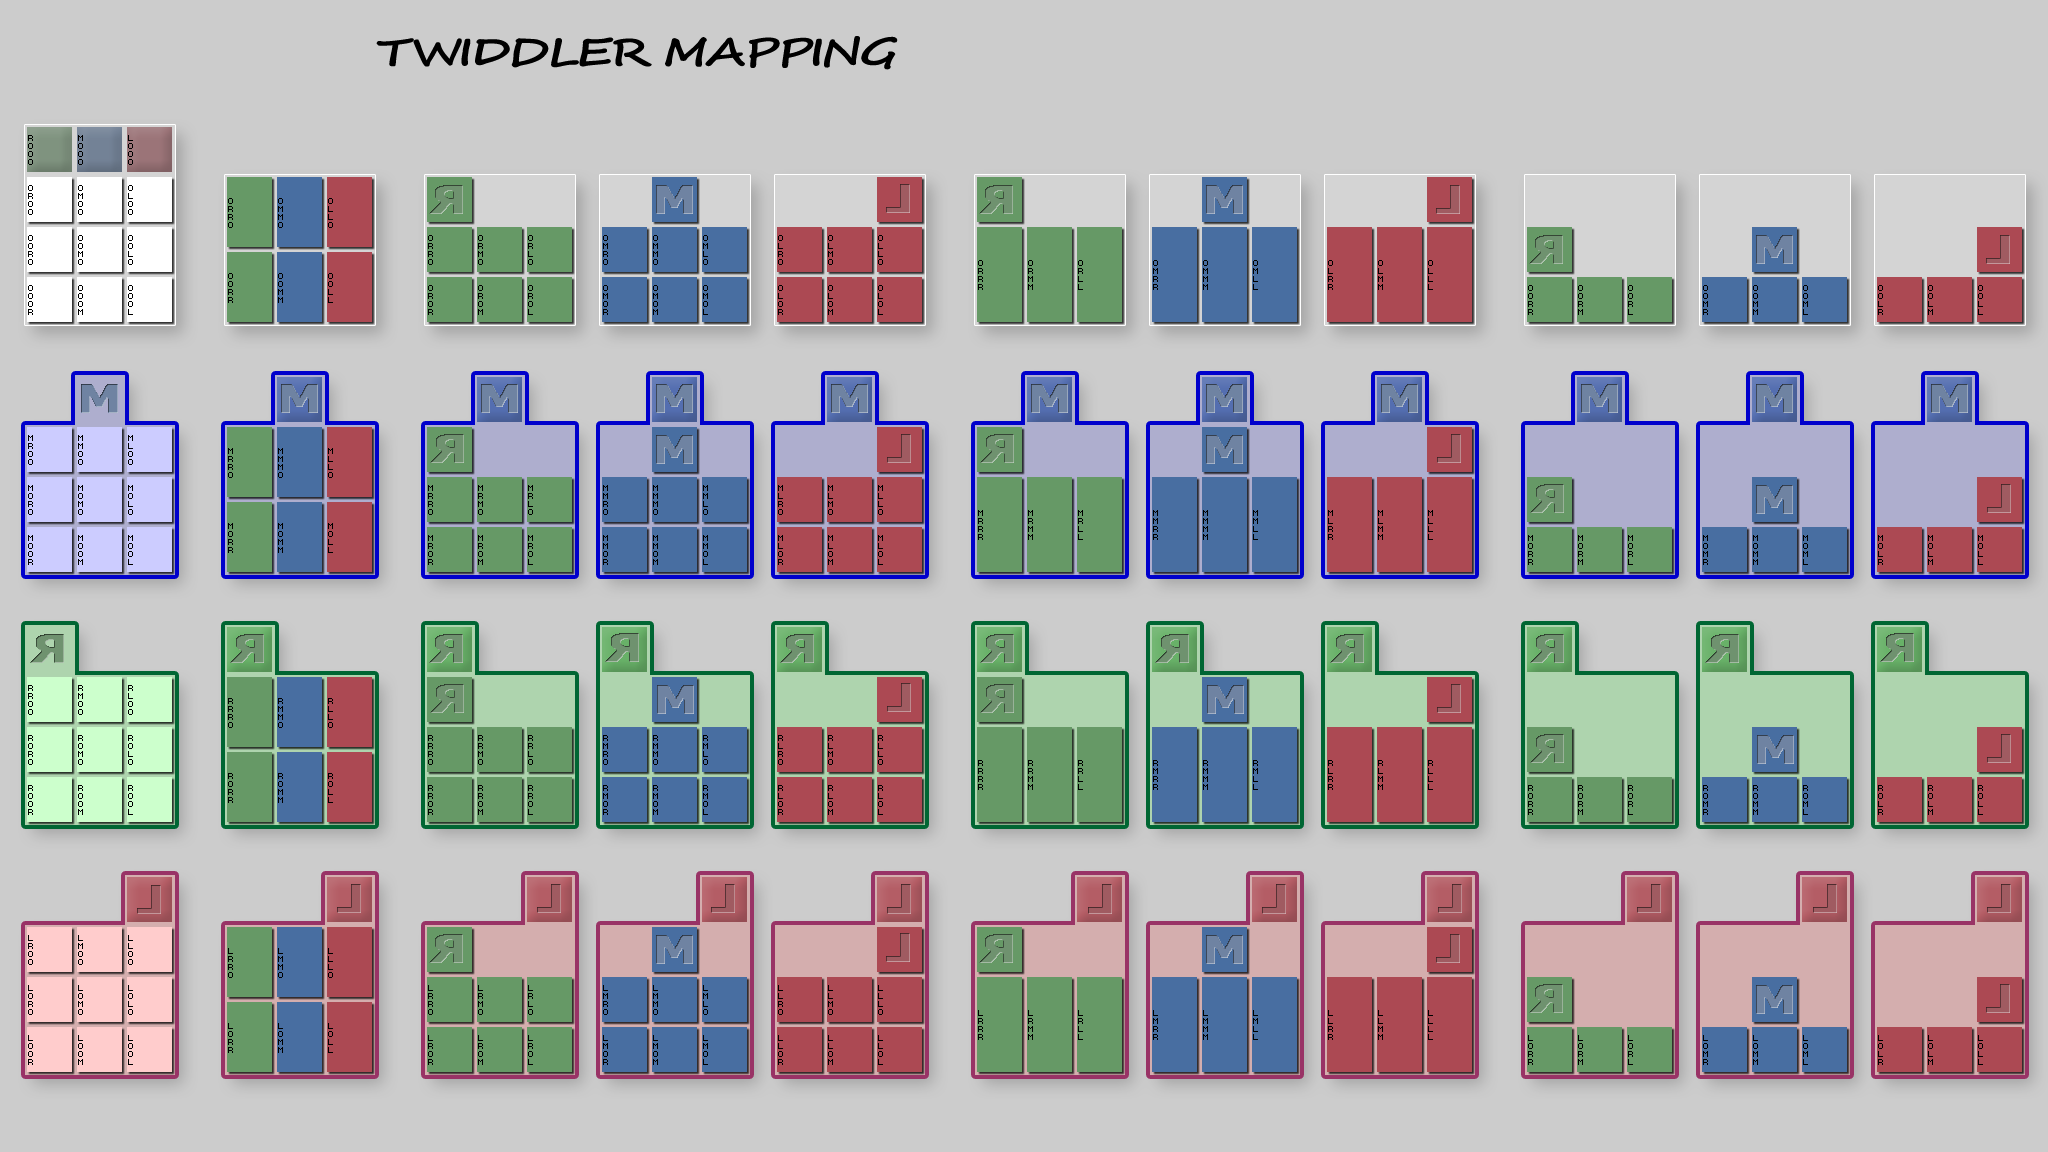 TWIDDLER MAPPING
ROOO MOOO LOOO
OROO OMOO OLOO
OORO OOMO OOLO
OOOR OOOM OOOL
ORRO OMMO OLLO
OORR OOMM OOLL
R
ORRO ORMO ORLO
OROR OROM OROL
M
OMRO OMMO OMLO
OMOR OMOM OMOL
L
OLRO OLMO OLLO
OLOR OLOM OLOL
R
ORRR ORMM ORLL
M
OMRR OMMM OMLL
L
OLRR OLMM OLLL
R
OORR OORM OORL
M
OOMR OOMM OOML
L
OOLR OOLM OOLL
M
MROO MMOO MLOO
MORO MOMO MOLO
MOOR MOOM MOOL
M
MRRO MMMO MLLO
MORR MOMM MOLL
M
R
MRRO MRMO MRLO
MROR MROM MROL
M
M
MMRO MMMO MMLO
MMOR MMOM MMOL
M
L
MLRO MLMO MLLO
MLOR MLOM MLOL
M
R
MRRR MRMM MRLL
M
M
MMRR MMMM MMLL
M
L
MLRR MLMM MLLL
M
R
MORR MORM MORL
M
M
MOMR MOMM MOML
M
L
MOLR MOLM MOLL
R
RROO RMOO RLOO
RORO ROMO ROLO
ROOR ROOM ROOL
R
RRRO RMMO RLLO
RORR ROMM ROLL
R
R
RRRO RRMO RRLO
RROR RROM RROL
R
M
RMRO RMMO RMLO
RMOR RMOM RMOL
R
L
RLRO RLMO RLLO
RLOR RLOM RLOL
R
R
RRRR RRMM RRLL
R
M
RMRR RMMM RMLL
R
L
RLRR RLMM RLLL
R
R
RORR RORM RORL
R
M
ROMR ROMM ROML
R
L
ROLR ROLM ROLL
L
LROO LMOO LLOO
LORO LOMO LOLO
LOOR LOOM LOOL
L
LRRO LMMO LLLO
LORR LOMM LOLL
L
R
LRRO LRMO LRLO
LROR LROM LROL
L
M
LMRO LMMO LMLO
LMOR LMOM LMOL
L
L
LLRO LLMO LLLO
LLOR LLOM LLOL
L
R
LRRR LRMM LRLL
L
M
LMRR LMMM LMLL
L
L
LLRR LLMM LLLL
L
R
LORR LORM LORL
L
M
LOMR LOMM LOML
L
L
LOLR LOLM LOLL